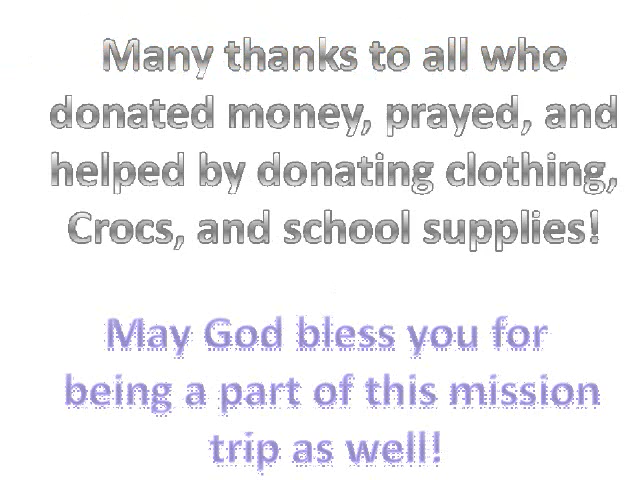 Many thanks to all who
donated money, prayed, and
helped by donating clothing,
Crocs, and school supplies!
May God bless you for
being a part of this mission
trip as well!